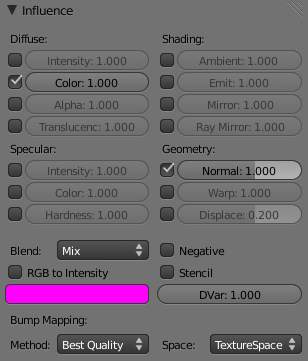 Influence
Diffuse: Shading:
Intensity: 1.000 Ambient: 1.000
Color: 1.000 Emit: 1.000
Alpha: 1.000 Mirror: 1.000
Translucenc: 1.000 Ray Mirror: 1.000
Specular: Geometry:
Intensity: 1.000 Normal: 1.000
Color: 1.000 Warp: 1.000
Hardness: 1.000 Displace: 0.200
Blend: Mix Negative
RGB to Intensity Stencil
DVar: 1.000
Bump Mapping:
Method: Best Quality Space: TextureSpace